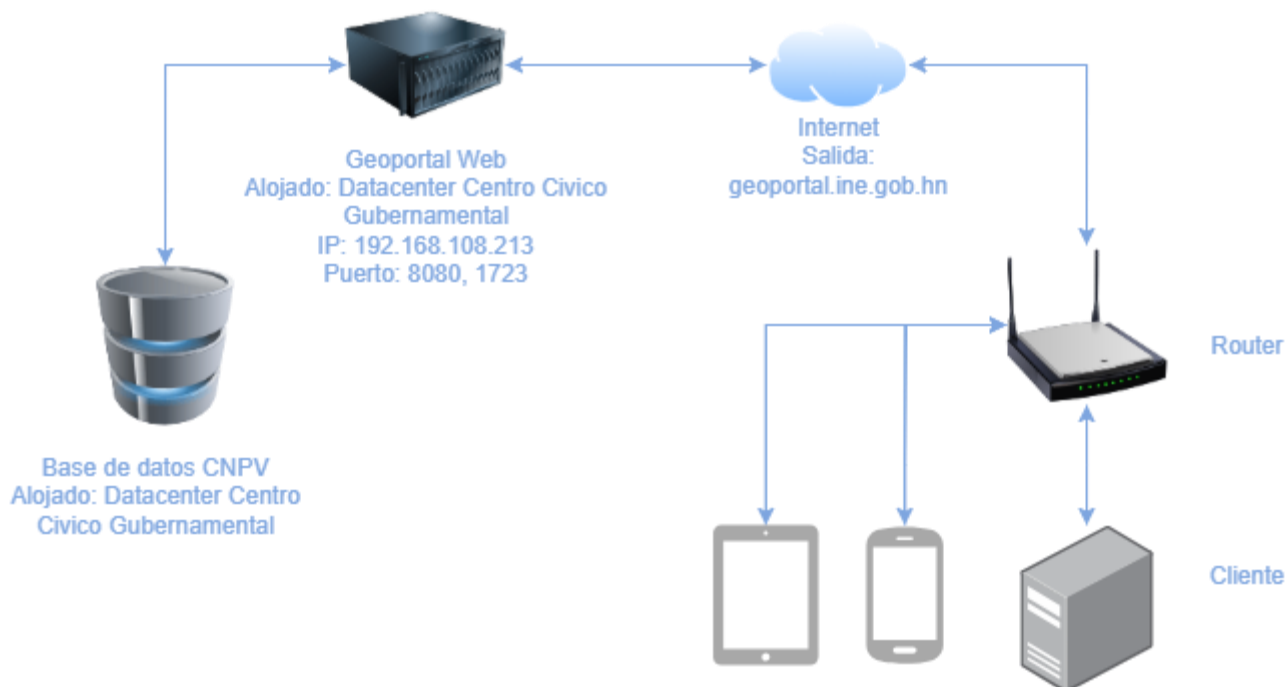 Geoportal Web
Alojado: Datacenter Centro Civico
Gubernamental
IP: 192.168.108.213
Puerto: 8080, 1723
Internet
Salida:
geoportal.ine.gob.hn
Router
Base de datos CNPV
Alojado: Datacenter Centro
Civico Gubernamental
Cliente